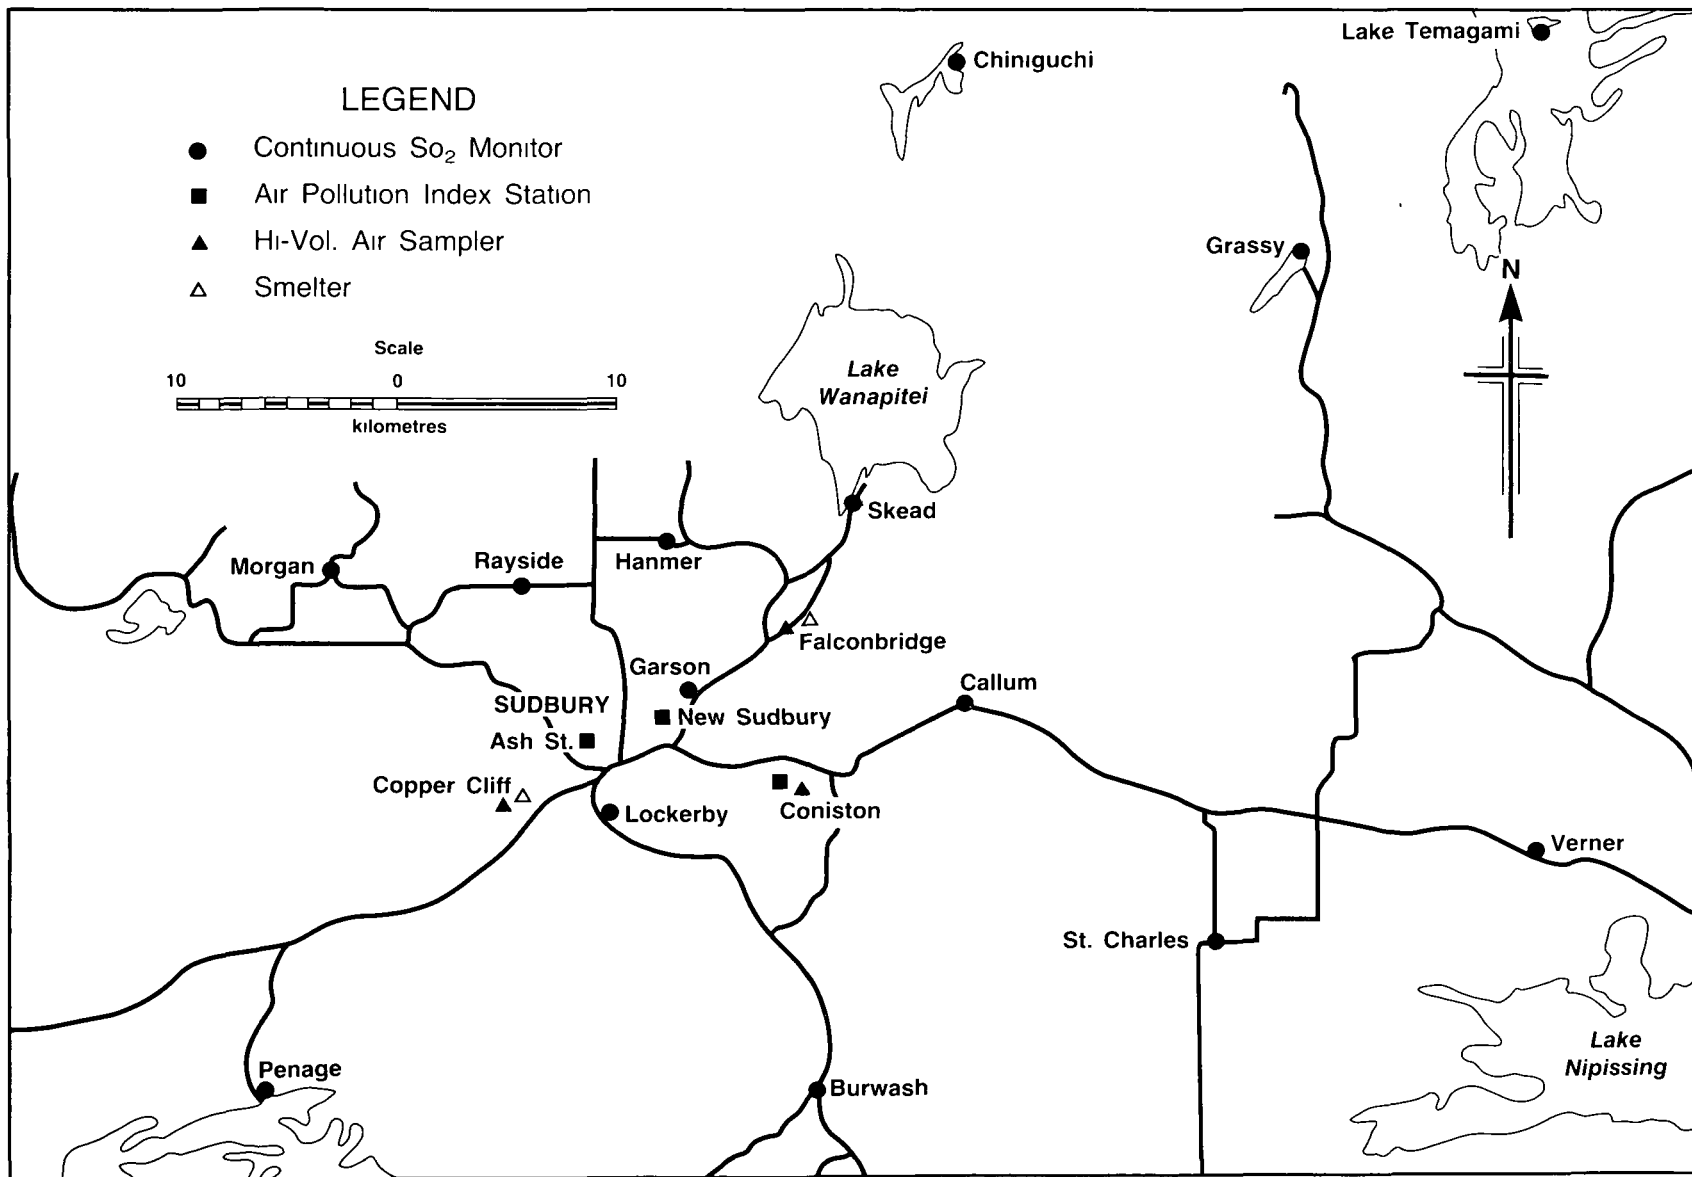 Lake Temagami
Chiniguchi
LEGEND
Continuous So₂ Monitor
Air Pollution Index Station
Hi-Vol. Air Sampler
Smelter
Grassy
N
Scale
10 0 10
kilometres
Lake
Wanapitei
Skead
Morgan
Rayside
Hanmer
Falconbridge
Garson
Callum
SUDBURY
New Sudbury
Ash St.
Copper Cliff
Lockerby
Coniston
Verner
St. Charles
Lake
Nipissing
Penage
Burwash